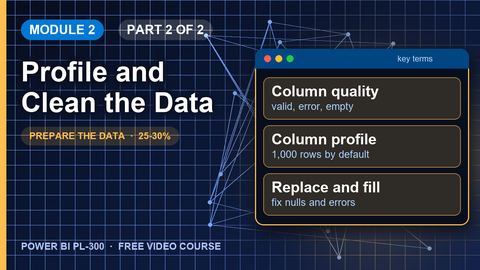 MODULE 2
PART 2 OF 2
Profile and
Clean the Data
PREPARE THE DATA · 25-30%
key terms
Column quality
valid, error, empty
Column profile
1,000 rows by default
Replace and fill
fix nulls and errors
POWER BI PL-300 · FREE VIDEO COURSE